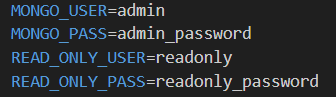 MONGO_USER=admin
MONGO_PASS=admin_password
READ_ONLY_USER=readonly
READ_ONLY_PASS=readonly_password